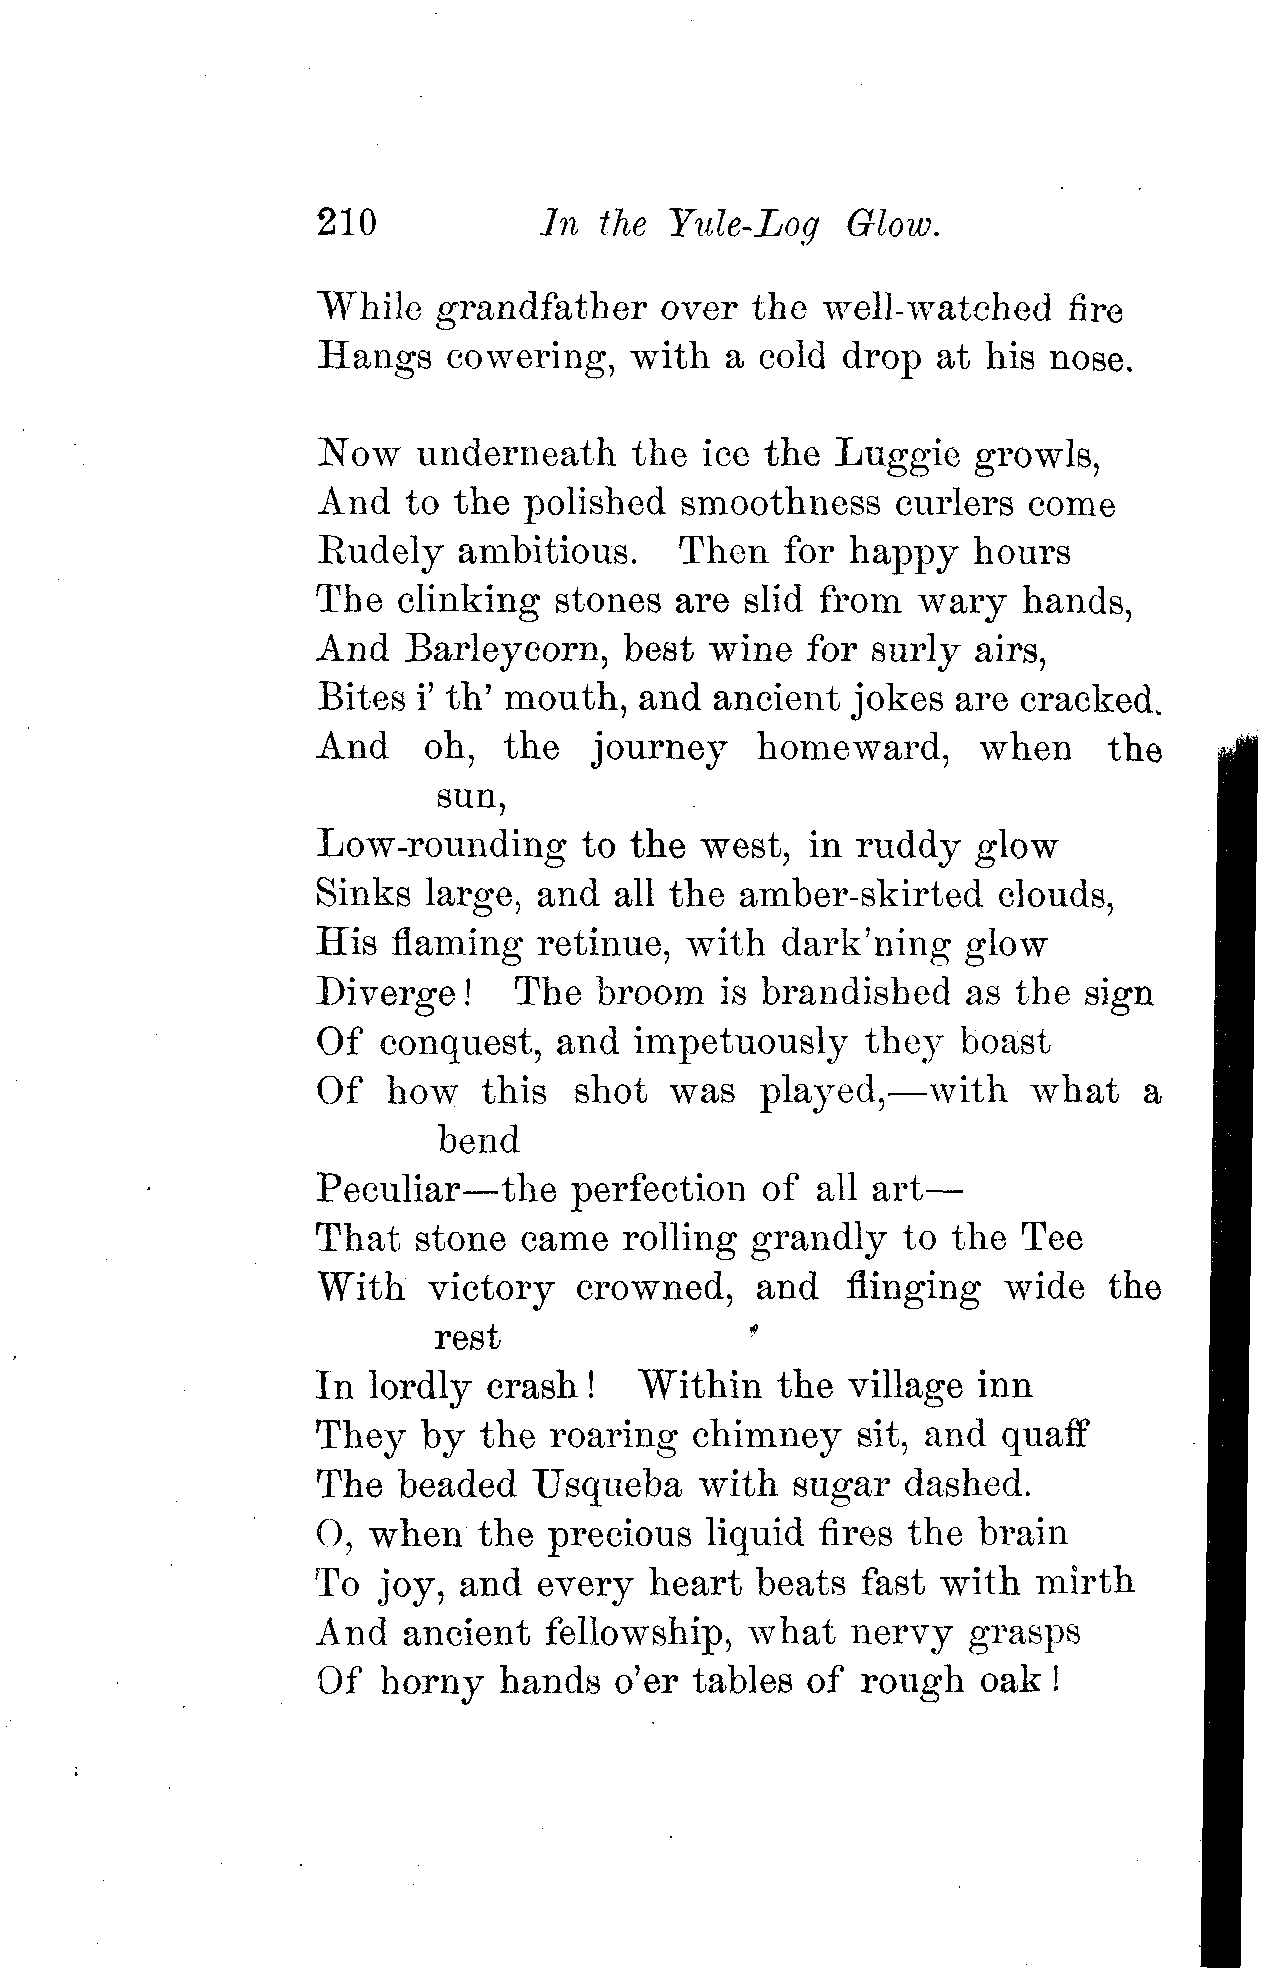 210 In the Yule-Log Glow.
While grandfather over the well-watched fire
Hangs cowering, with a cold drop at his nose.
Now underneath the ice the Luggie growls,
And to the polished smoothness curlers come
Rudely ambitious. Then for happy hours
The clinking stones are slid from wary hands,
And Barleycorn, best wine for surly airs,
Bites i' th' mouth, and ancient jokes are cracked.
And oh, the journey homeward, when the
sun,
Low-rounding to the west, in ruddy glow
Sinks large, and all the amber-skirted clouds,
His flaming retinue, with dark'ning glow
Diverge! The broom is brandished as the sign
Of conquest, and impetuously they boast
Of how this shot was played,—with what a
bend
Peculiar—the perfection of all art—
That stone came rolling grandly to the Tee
With victory crowned, and flinging wide the
rest
In lordly crash! Within the village inn
They by the roaring chimney sit, and quaff
The beaded Usqueba with sugar dashed.
O, when the precious liquid fires the brain
To joy, and every heart beats fast with mirth
And ancient fellowship, what nervy grasps
Of horny hands o'er tables of rough oak!